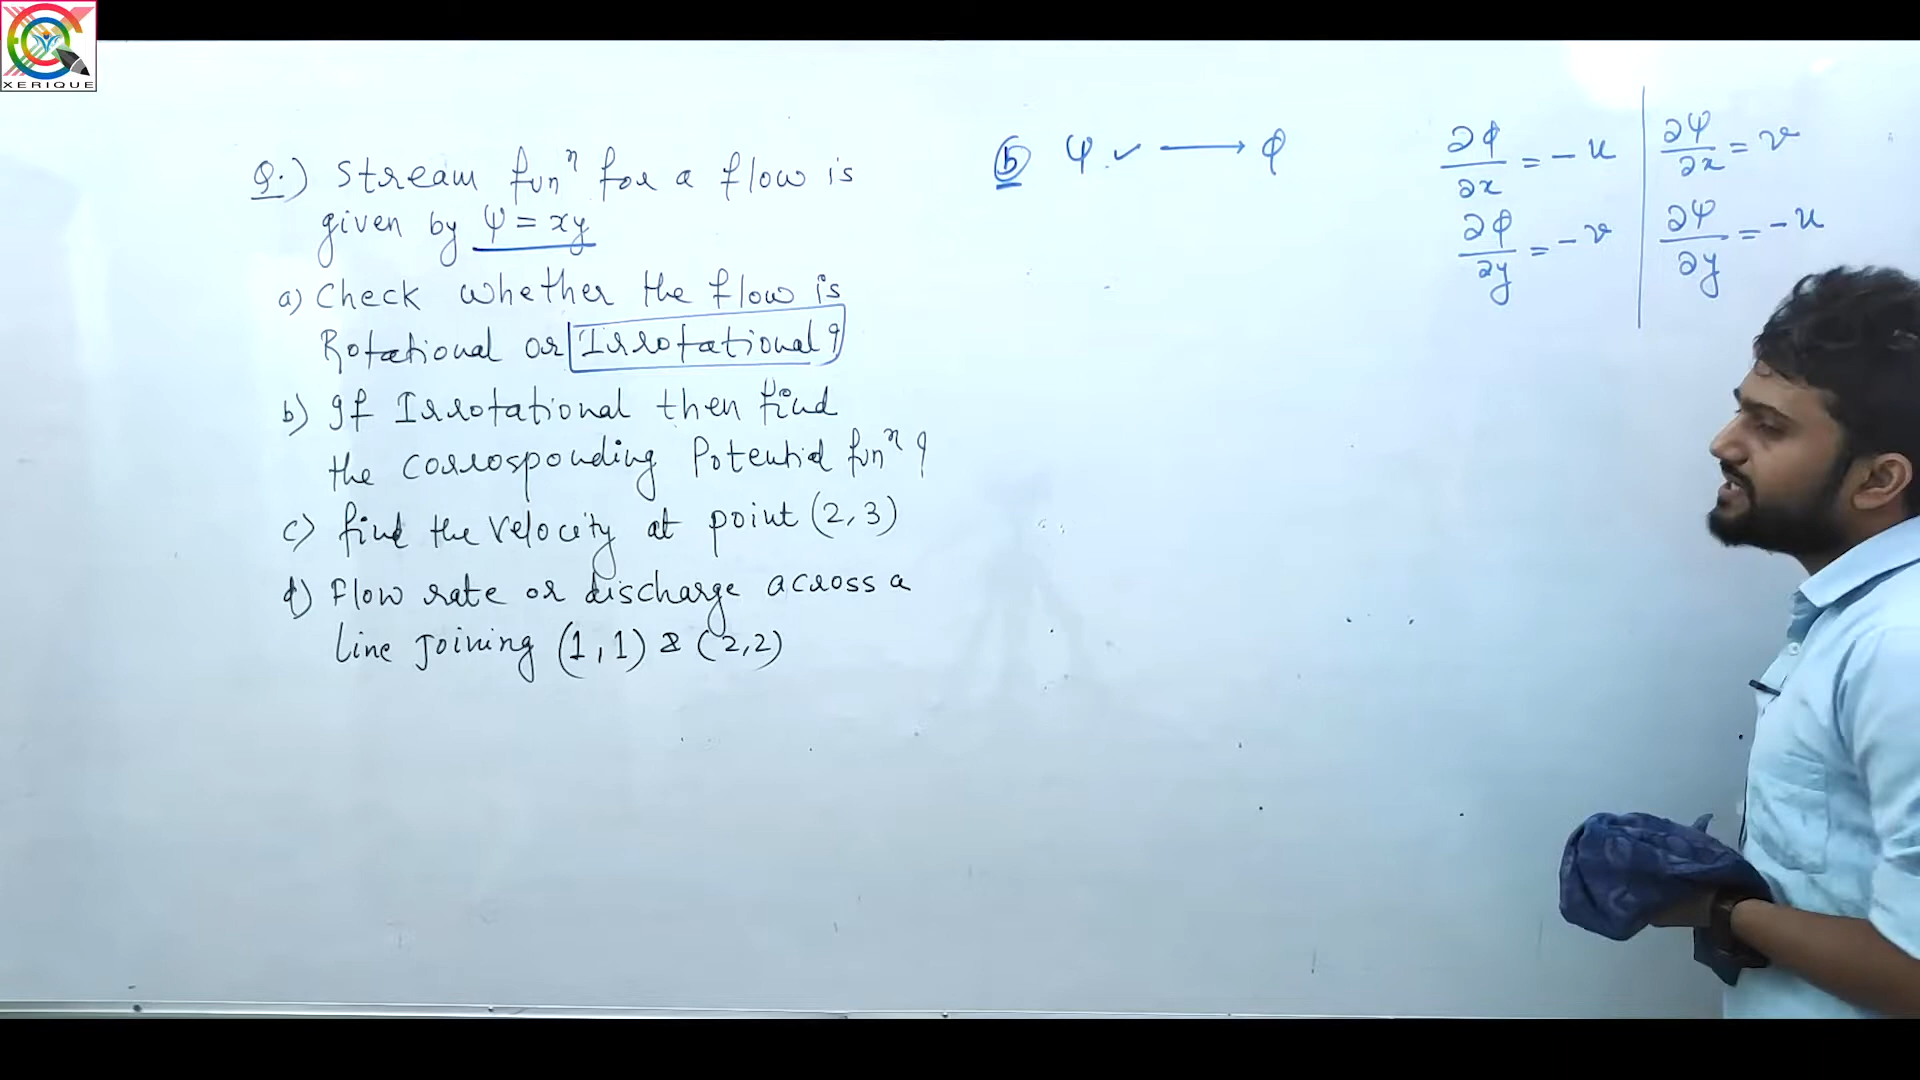 XERIQUE
Q.) Stream funⁿ for a flow is
given by ψ = xy
a) Check whether the flow is
Rotational or Irrotational ?
b) If Irrotational then find
the corrosponding Potential funⁿ ?
c) find the velocity at point (2, 3)
d) Flow rate or discharge across a
line Joining (1, 1) & (2,2)
(b) ψ ✓ ⟶ ϕ
∂ϕ/∂x = - u | ∂ψ/∂x = v
∂ϕ/∂y = - v | ∂ψ/∂y = - u